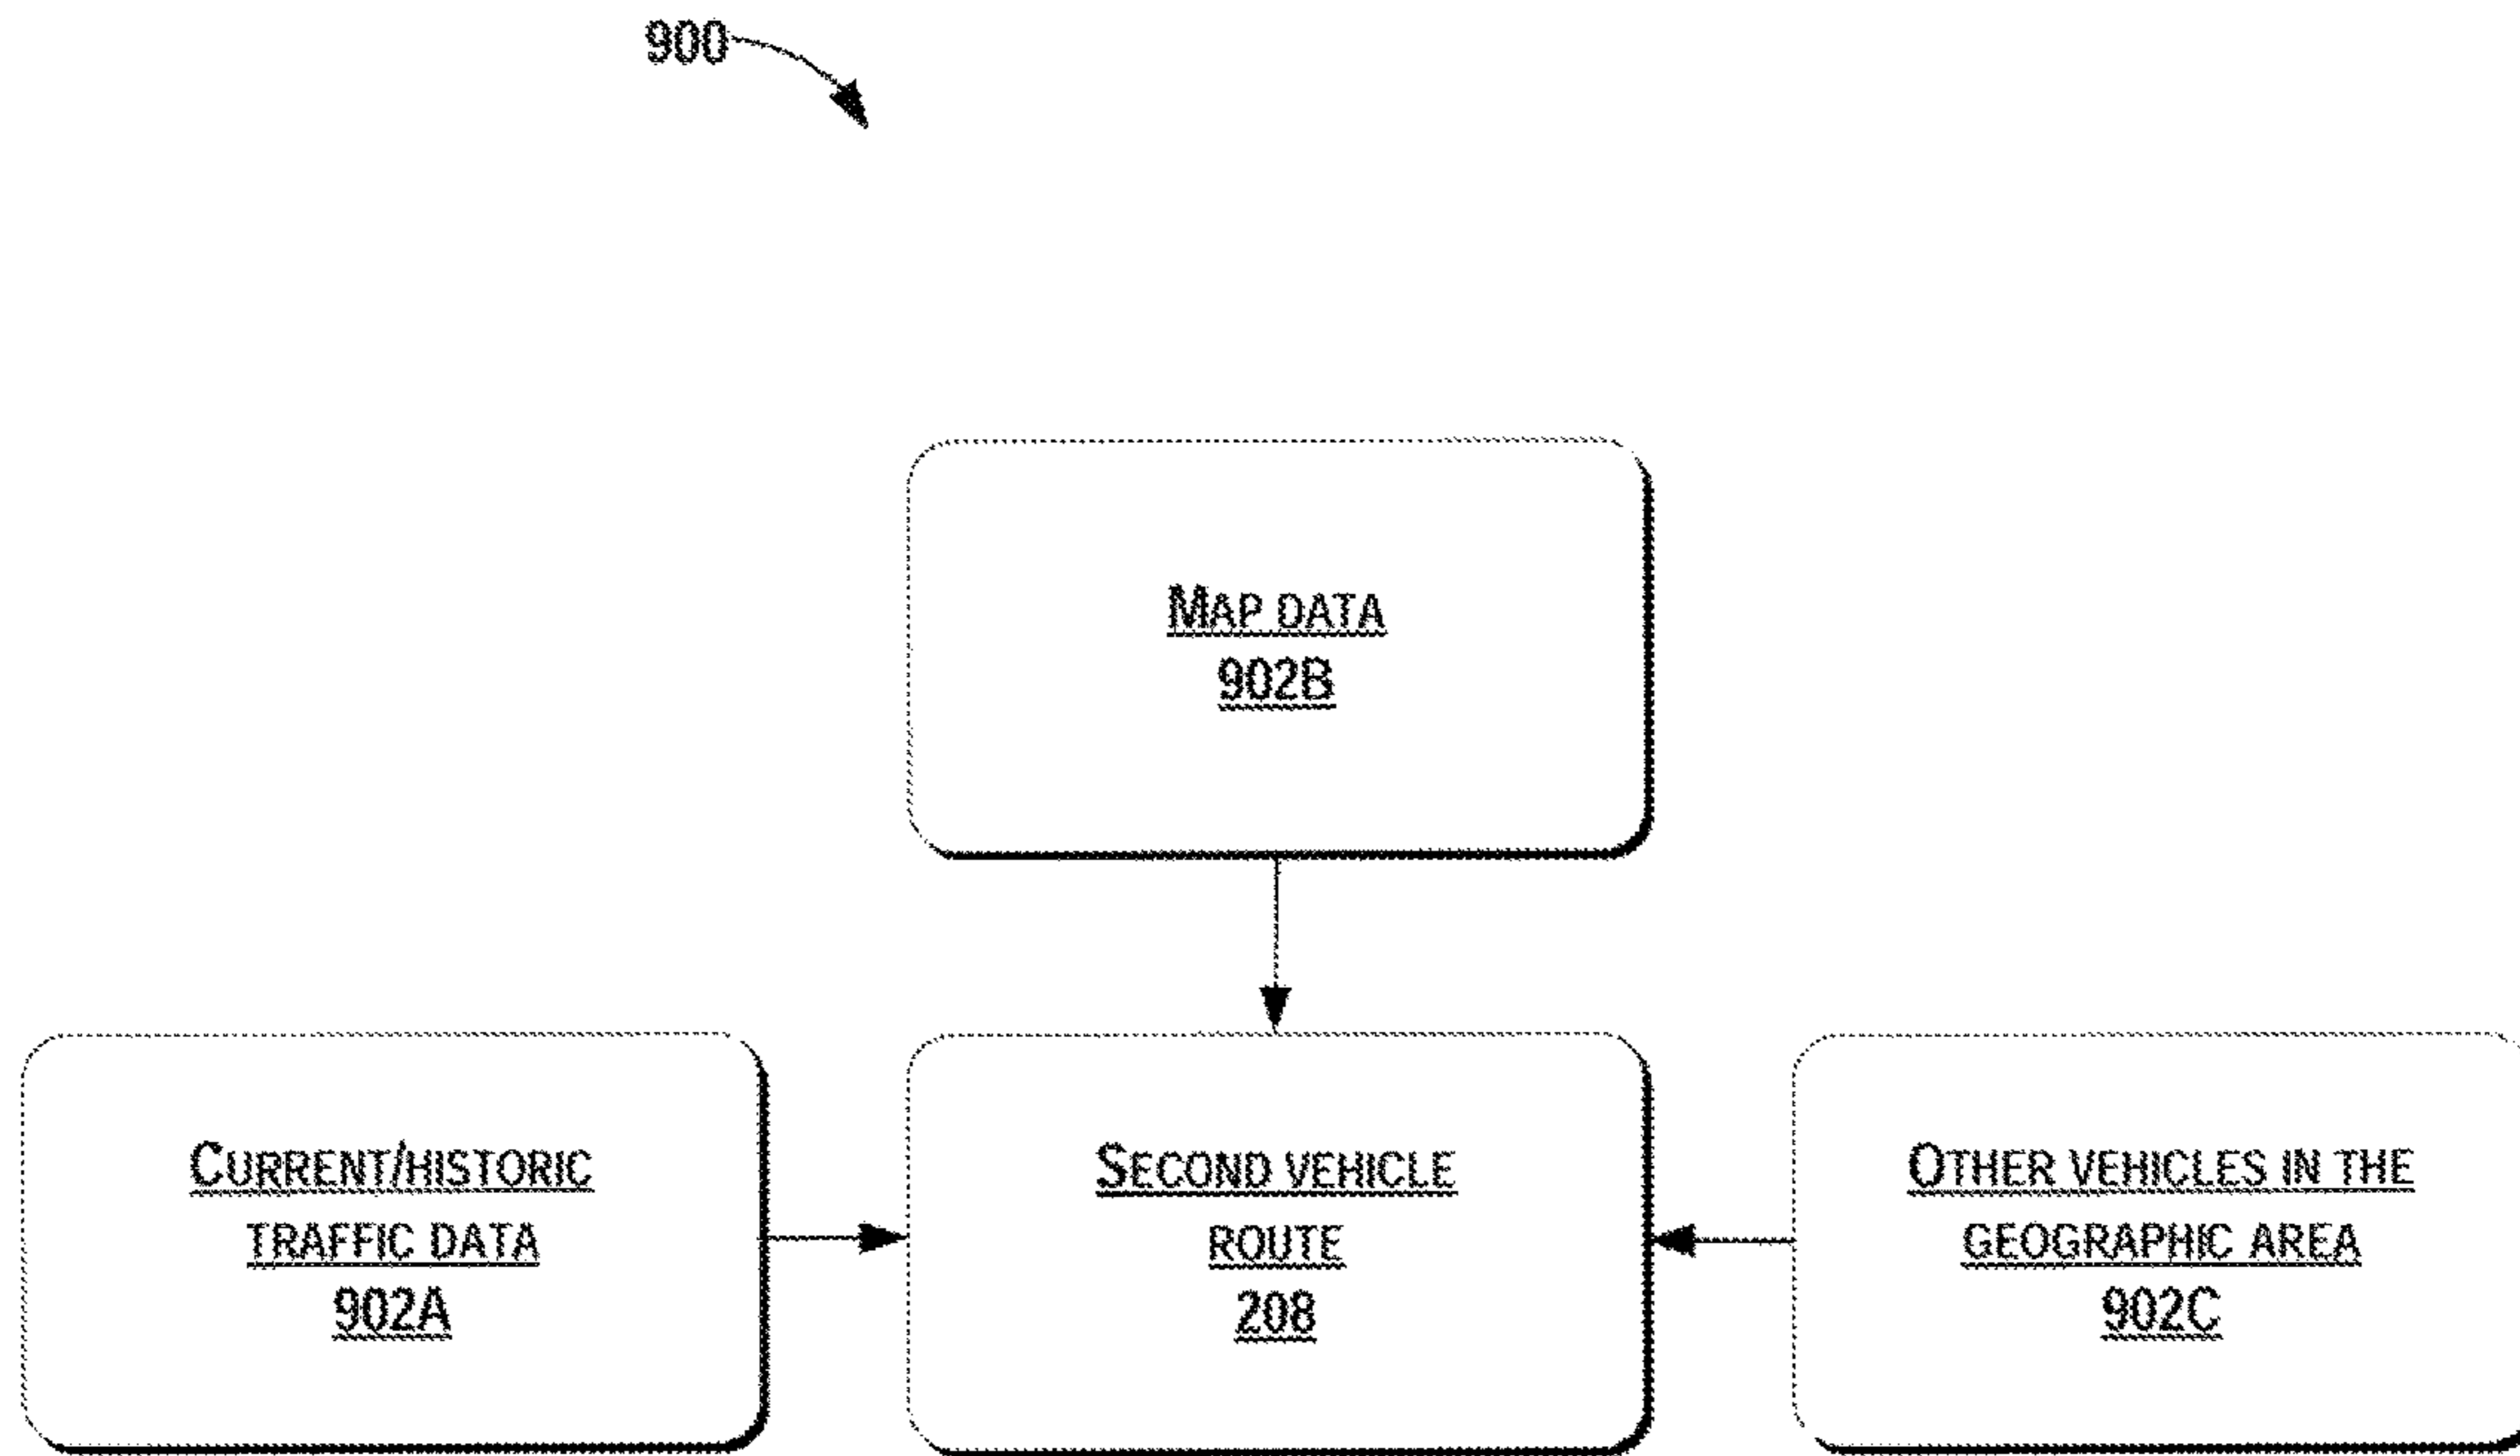 900
MAP DATA
902B
CURRENT/HISTORIC
TRAFFIC DATA
902A
SECOND VEHICLE
ROUTE
208
OTHER VEHICLES IN THE
GEOGRAPHIC AREA
902C